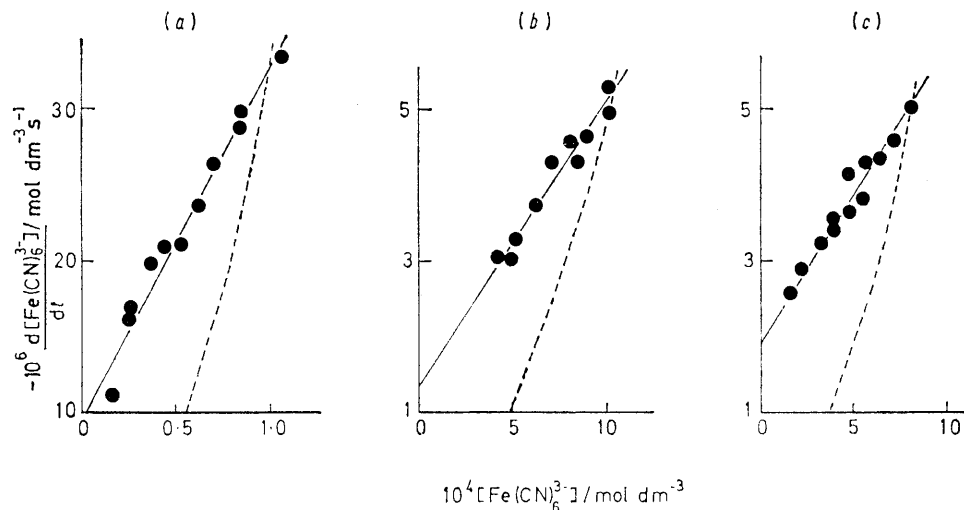 (a) (b) (c)
-10⁶ d[Fe(CN)₆³⁻]/mol dm⁻³ s⁻¹
dt
30
20
10
0 0·5 1·0
5
3
1
0 5 10
5
3
1
0 5 10
10⁴[Fe(CN)₆³⁻]/mol dm⁻³